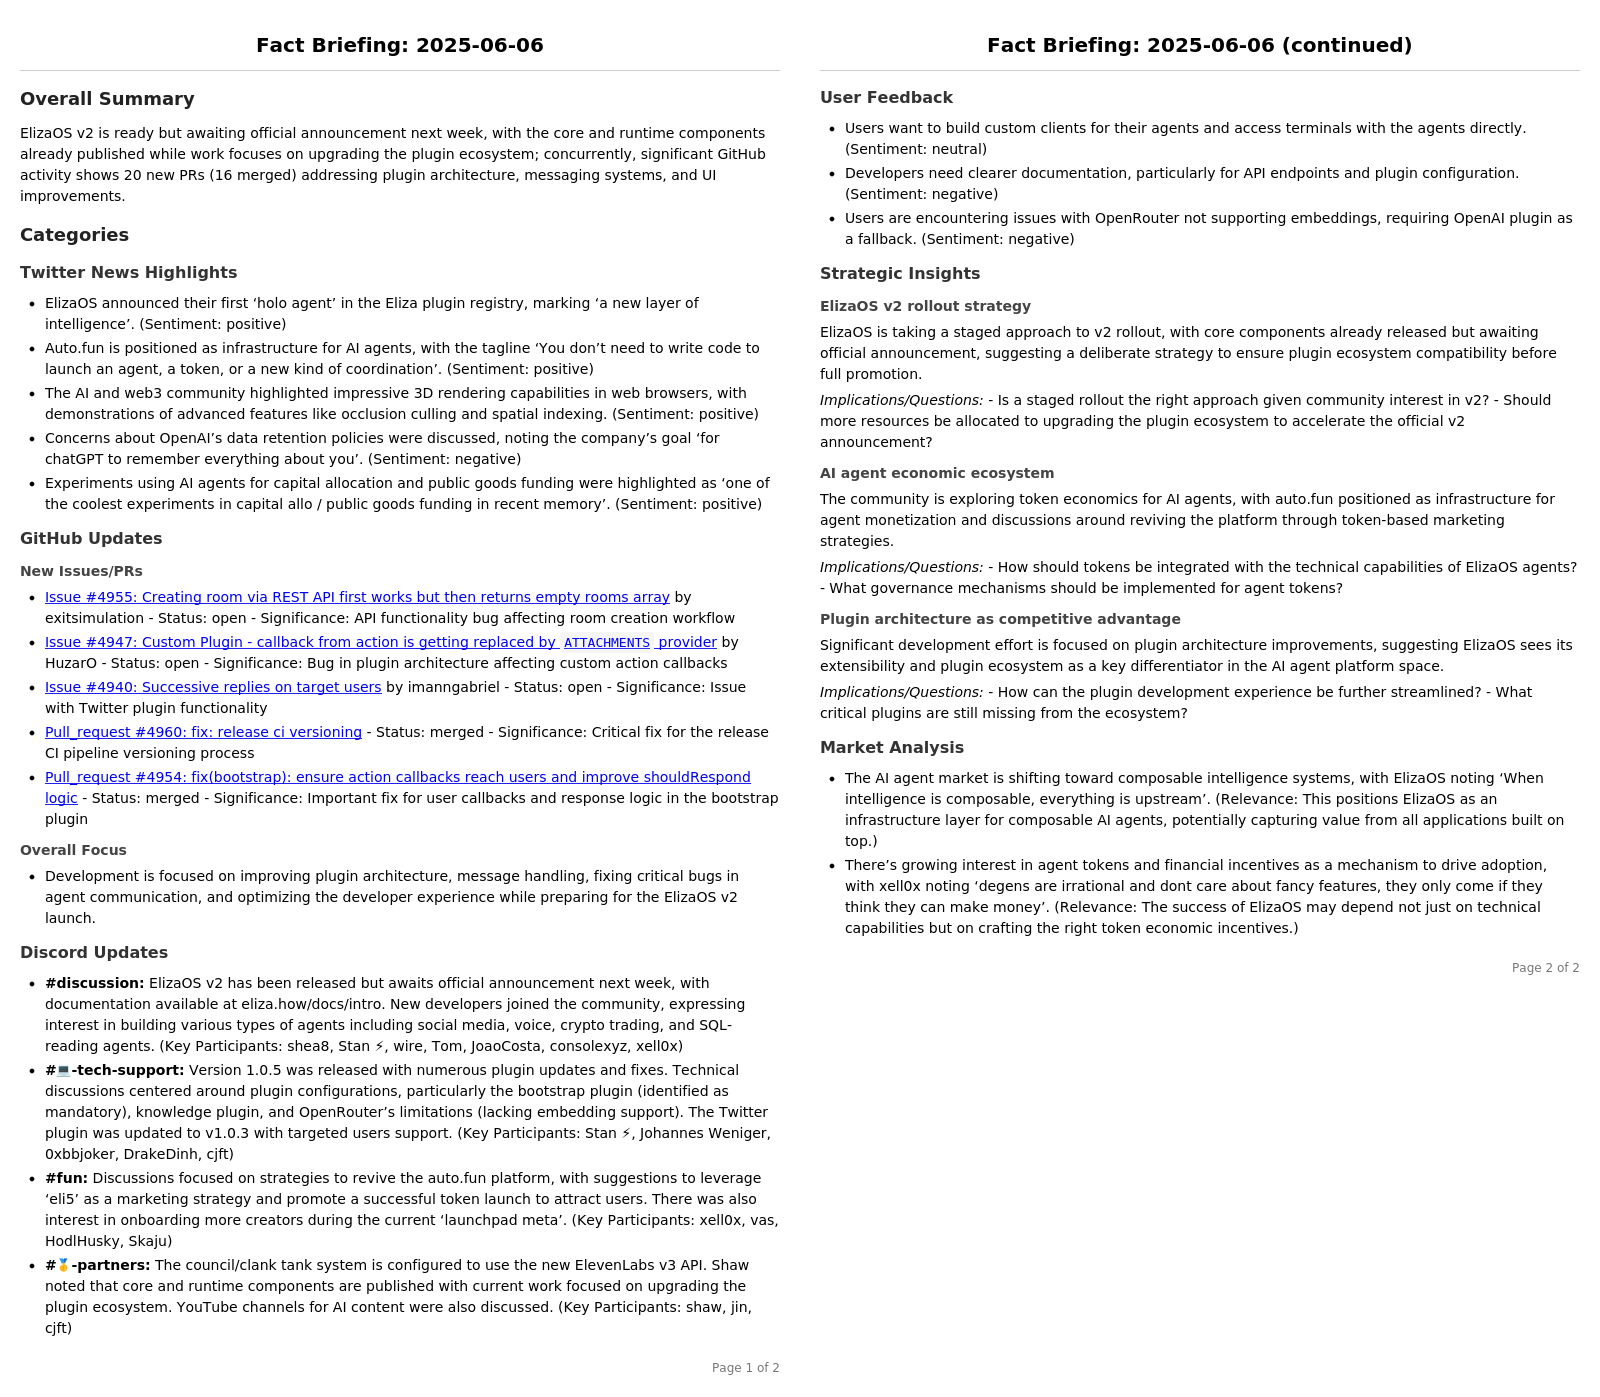 Fact Briefing: 2025-06-06
Overall Summary
ElizaOS v2 is ready but awaiting official announcement next week, with the core and runtime components
already published while work focuses on upgrading the plugin ecosystem; concurrently, significant GitHub
activity shows 20 new PRs (16 merged) addressing plugin architecture, messaging systems, and UI
improvements.
Categories
Twitter News Highlights
• ElizaOS announced their first ‘holo agent’ in the Eliza plugin registry, marking ‘a new layer of
intelligence’. (Sentiment: positive)
• Auto.fun is positioned as infrastructure for AI agents, with the tagline ‘You don’t need to write code to
launch an agent, a token, or a new kind of coordination’. (Sentiment: positive)
• The AI and web3 community highlighted impressive 3D rendering capabilities in web browsers, with
demonstrations of advanced features like occlusion culling and spatial indexing. (Sentiment: positive)
• Concerns about OpenAI’s data retention policies were discussed, noting the company’s goal ‘for
chatGPT to remember everything about you’. (Sentiment: negative)
• Experiments using AI agents for capital allocation and public goods funding were highlighted as ‘one of
the coolest experiments in capital allo / public goods funding in recent memory’. (Sentiment: positive)
GitHub Updates
New Issues/PRs
• Issue #4955: Creating room via REST API first works but then returns empty rooms array by
exitsimulation - Status: open - Significance: API functionality bug affecting room creation workflow
• Issue #4947: Custom Plugin - callback from action is getting replaced by ATTACHMENTS provider by
HuzarO - Status: open - Significance: Bug in plugin architecture affecting custom action callbacks
• Issue #4940: Successive replies on target users by imanngabriel - Status: open - Significance: Issue
with Twitter plugin functionality
• Pull_request #4960: fix: release ci versioning - Status: merged - Significance: Critical fix for the release
CI pipeline versioning process
• Pull_request #4954: fix(bootstrap): ensure action callbacks reach users and improve shouldRespond
logic - Status: merged - Significance: Important fix for user callbacks and response logic in the bootstrap
plugin
Overall Focus
• Development is focused on improving plugin architecture, message handling, fixing critical bugs in
agent communication, and optimizing the developer experience while preparing for the ElizaOS v2
launch.
Discord Updates
• #discussion: ElizaOS v2 has been released but awaits official announcement next week, with
documentation available at eliza.how/docs/intro. New developers joined the community, expressing
interest in building various types of agents including social media, voice, crypto trading, and SQL-
reading agents. (Key Participants: shea8, Stan ⚡, wire, Tom, JoaoCosta, consolexyz, xell0x)
• #💻-tech-support: Version 1.0.5 was released with numerous plugin updates and fixes. Technical
discussions centered around plugin configurations, particularly the bootstrap plugin (identified as
mandatory), knowledge plugin, and OpenRouter’s limitations (lacking embedding support). The Twitter
plugin was updated to v1.0.3 with targeted users support. (Key Participants: Stan ⚡, Johannes Weniger,
0xbbjoker, DrakeDinh, cjft)
• #fun: Discussions focused on strategies to revive the auto.fun platform, with suggestions to leverage
‘eli5’ as a marketing strategy and promote a successful token launch to attract users. There was also
interest in onboarding more creators during the current ‘launchpad meta’. (Key Participants: xell0x, vas,
HodlHusky, Skaju)
• #🥇-partners: The council/clank tank system is configured to use the new ElevenLabs v3 API. Shaw
noted that core and runtime components are published with current work focused on upgrading the
plugin ecosystem. YouTube channels for AI content were also discussed. (Key Participants: shaw, jin,
cjft)
Page 1 of 2
Fact Briefing: 2025-06-06 (continued)
User Feedback
• Users want to build custom clients for their agents and access terminals with the agents directly.
(Sentiment: neutral)
• Developers need clearer documentation, particularly for API endpoints and plugin configuration.
(Sentiment: negative)
• Users are encountering issues with OpenRouter not supporting embeddings, requiring OpenAI plugin as
a fallback. (Sentiment: negative)
Strategic Insights
ElizaOS v2 rollout strategy
ElizaOS is taking a staged approach to v2 rollout, with core components already released but awaiting
official announcement, suggesting a deliberate strategy to ensure plugin ecosystem compatibility before
full promotion.
Implications/Questions: - Is a staged rollout the right approach given community interest in v2? - Should
more resources be allocated to upgrading the plugin ecosystem to accelerate the official v2
announcement?
AI agent economic ecosystem
The community is exploring token economics for AI agents, with auto.fun positioned as infrastructure for
agent monetization and discussions around reviving the platform through token-based marketing
strategies.
Implications/Questions: - How should tokens be integrated with the technical capabilities of ElizaOS agents?
- What governance mechanisms should be implemented for agent tokens?
Plugin architecture as competitive advantage
Significant development effort is focused on plugin architecture improvements, suggesting ElizaOS sees its
extensibility and plugin ecosystem as a key differentiator in the AI agent platform space.
Implications/Questions: - How can the plugin development experience be further streamlined? - What
critical plugins are still missing from the ecosystem?
Market Analysis
• The AI agent market is shifting toward composable intelligence systems, with ElizaOS noting ‘When
intelligence is composable, everything is upstream’. (Relevance: This positions ElizaOS as an
infrastructure layer for composable AI agents, potentially capturing value from all applications built on
top.)
• There’s growing interest in agent tokens and financial incentives as a mechanism to drive adoption,
with xell0x noting ‘degens are irrational and dont care about fancy features, they only come if they
think they can make money’. (Relevance: The success of ElizaOS may depend not just on technical
capabilities but on crafting the right token economic incentives.)
Page 2 of 2